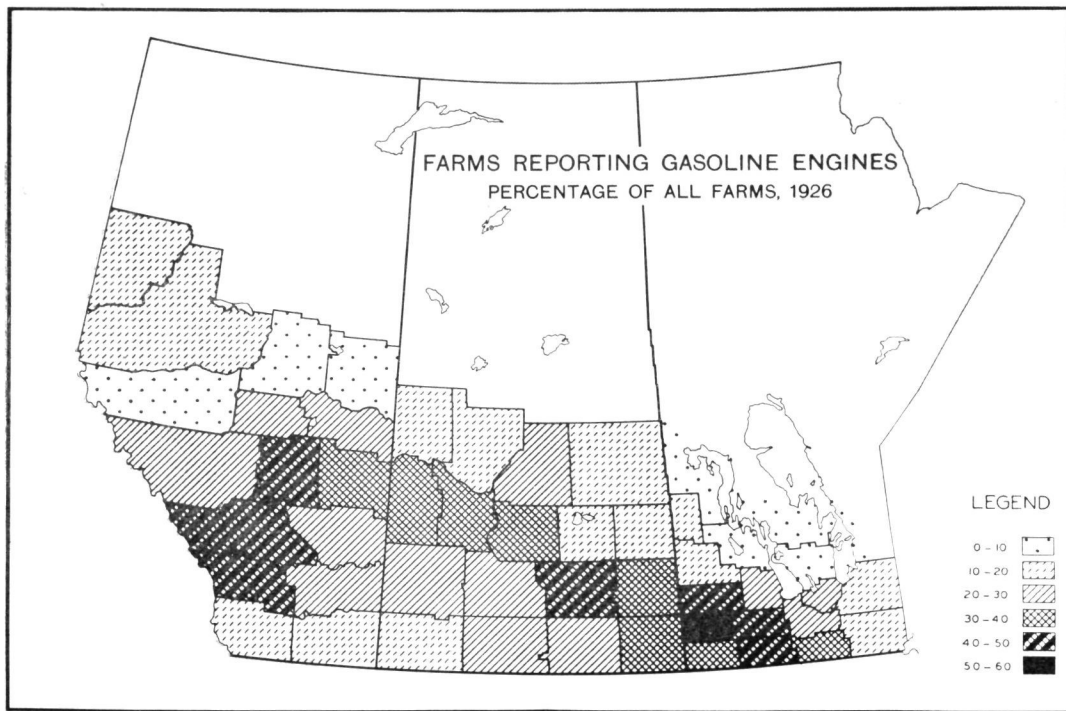 FARMS REPORTING GASOLINE ENGINES
PERCENTAGE OF ALL FARMS, 1926
LEGEND
0 – 10
10 – 20
20 – 30
30 – 40
40 – 50
50 – 60